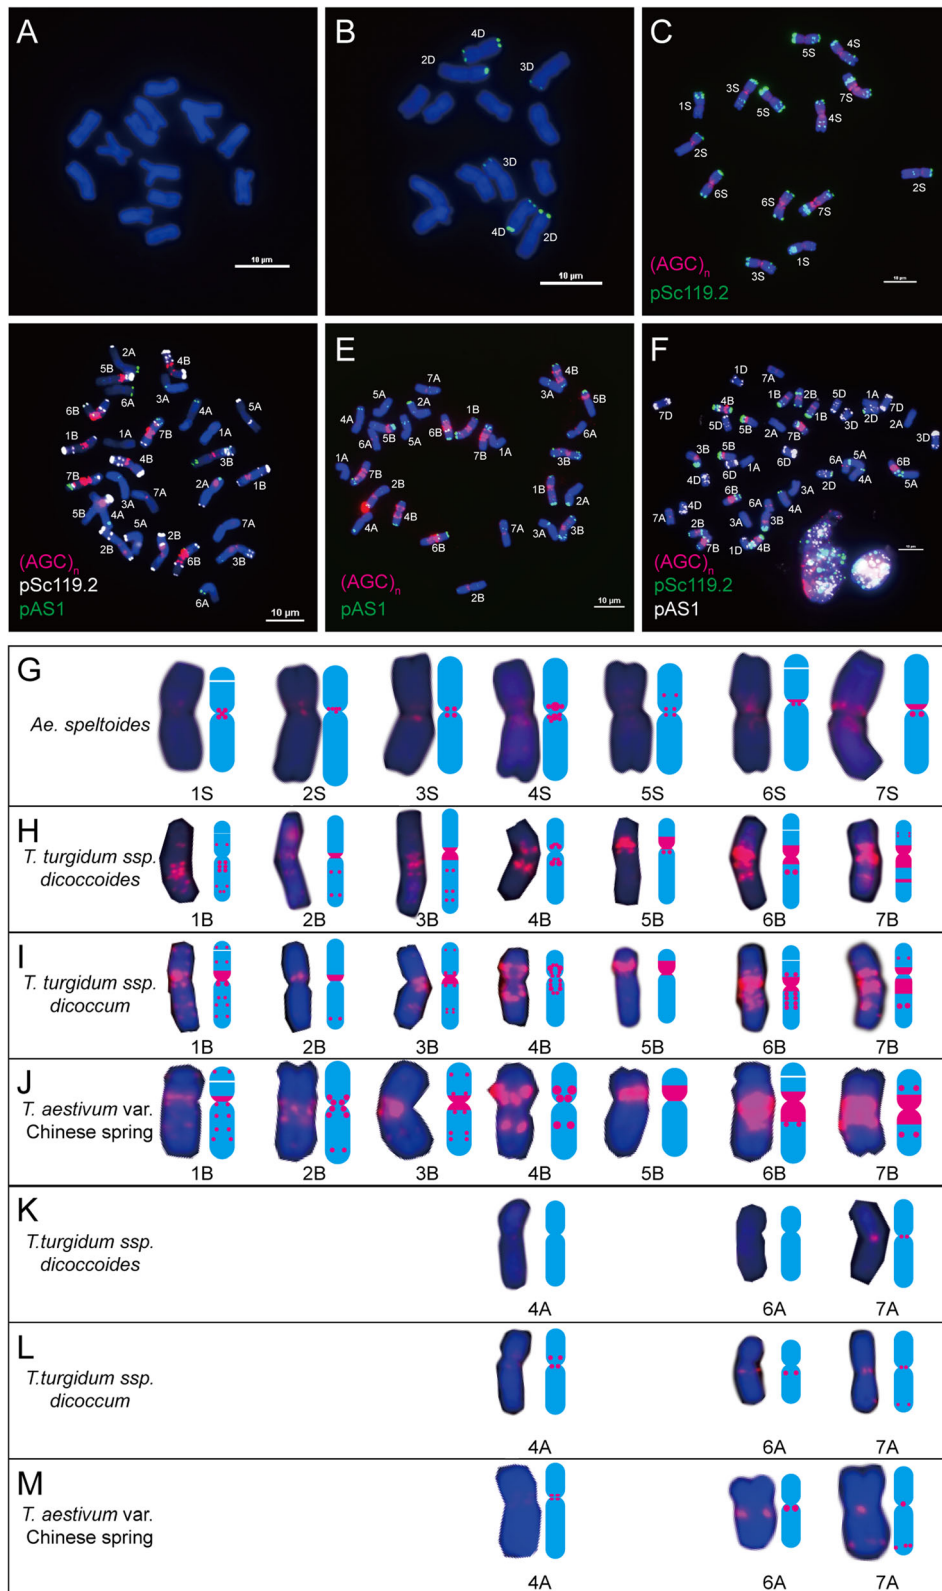 A
10 µm
B
4D
2D
3D
3D
4D
2D
10 µm
C
5S
4S
3S
7S
1S
5S
4S
2S
2S
6S
6S
7S
1S
3S
(AGC)n
pSc119.2
10 µm
2A
4B
5B
6A
3A
6B
4A
5A
1B
1A
7B
1A
3B
4B
7B
2A
1B
3A
7A
5B
4A
5A
7A
2B
2B
6B
3B
6A
(AGC)n
pSc119.2
pAS1
10 µm
E
7A
4B
5A
3A
2A
5B
4A
1B
6A
5B
5A
6B
6A
7B
1A
3B
1A
7B
2B
1B
2A
4A
4B
7A
3A
3B
6B
2B
(AGC)n
pAS1
10 µm
F
1D
7A
7D
4B
1B
2B
5D
1A
7D
5D
5B
1B
3D
2D
2A
2A
7B
3D
3B
5B
6D
1A
6D
6A
5A
6B
4D
2D
4A
5A
6B
3A
4D
6A
4A
7A
3A
3B
2B
7B
1D
4B
(AGC)n
pSc119.2
pAS1
10 µm
G
Ae. speltoides
1S 2S 3S 4S 5S 6S 7S
H
T. turgidum ssp.
dicoccoides
1B 2B 3B 4B 5B 6B 7B
I
T. turgidum ssp.
dicoccum
1B 2B 3B 4B 5B 6B 7B
J
T. aestivum var.
Chinese spring
1B 2B 3B 4B 5B 6B 7B
K
T.turgidum ssp.
dicoccoides
4A 6A 7A
L
T.turgidum ssp.
dicoccum
4A 6A 7A
M
T. aestivum var.
Chinese spring
4A 6A 7A